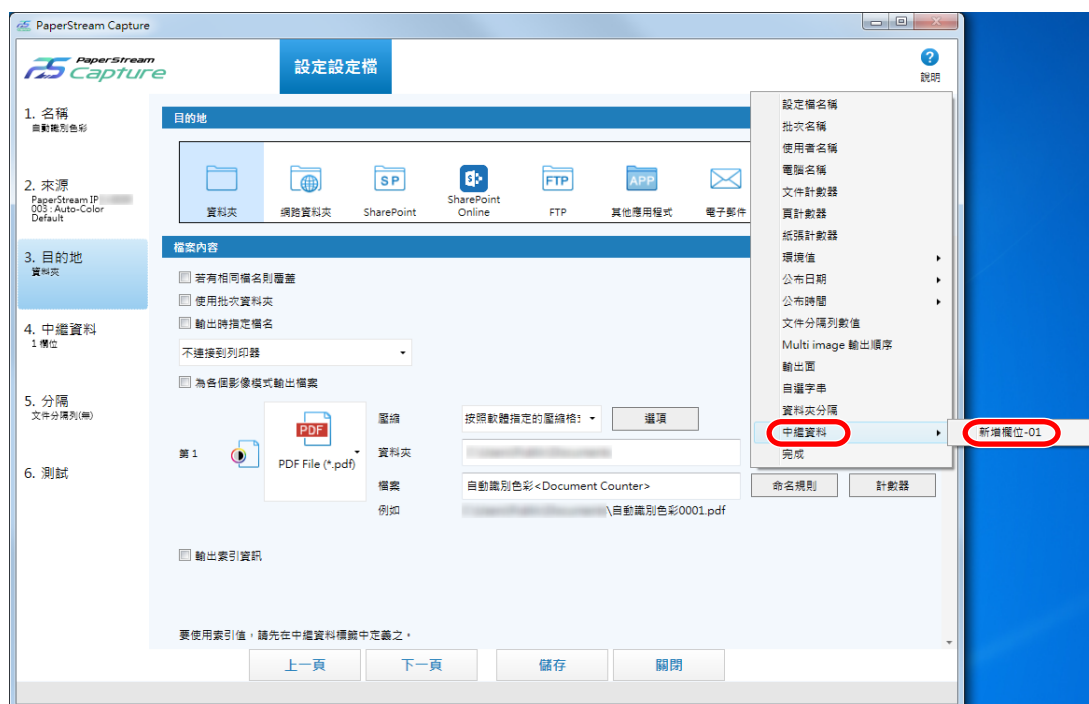 PaperStream Capture
PaperStream
Capture
設定設定檔
說明
1. 名稱
自動識別色彩
2. 來源
PaperStream IP
003 : Auto-Color
Default
3. 目的地
資料夾
4. 中繼資料
1 欄位
5. 分隔
文件分隔列(無)
6. 測試
目的地
資料夾
網路資料夾
SP
SharePoint
SharePoint
Online
FTP
FTP
APP
其他應用程式
電子郵件
檔案內容
若有相同檔名則覆蓋
使用批次資料夾
輸出時指定檔名
不連接到列印器
為各個影像模式輸出檔案
第 1
PDF
PDF File (*.pdf)
壓縮
按照軟體指定的壓縮格
選項
資料夾
檔案
自動識別色彩<Document Counter>
命名規則
計數器
例如
\自動識別色彩0001.pdf
輸出索引資訊
要使用索引值，請先在中繼資料標籤中定義之。
上一頁
下一頁
儲存
關閉
設定檔名稱
批次名稱
使用者名稱
電腦名稱
文件計數器
頁計數器
紙張計數器
環境值
公布日期
公布時間
文件分隔列數值
Multi image 輸出順序
輸出面
自選字串
資料夾分隔
中繼資料
完成
新增欄位-01